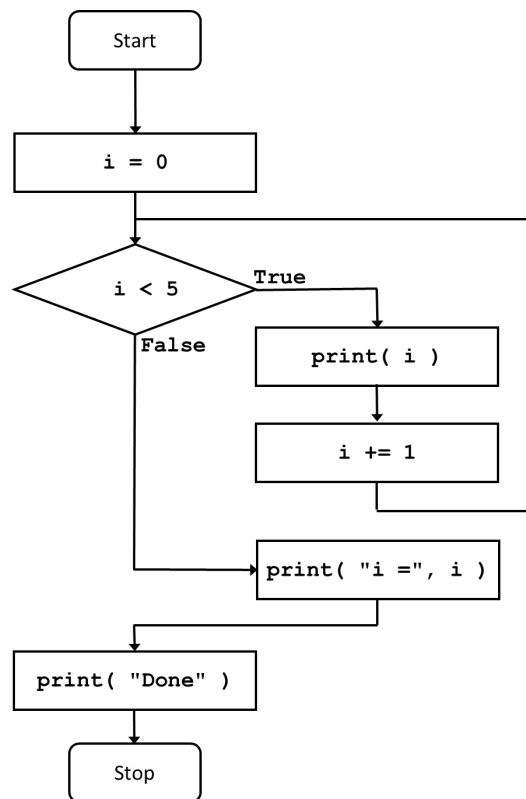 Start
i = 0
i < 5
True
False
print( i )
i += 1
print( "i =", i )
print( "Done" )
Stop